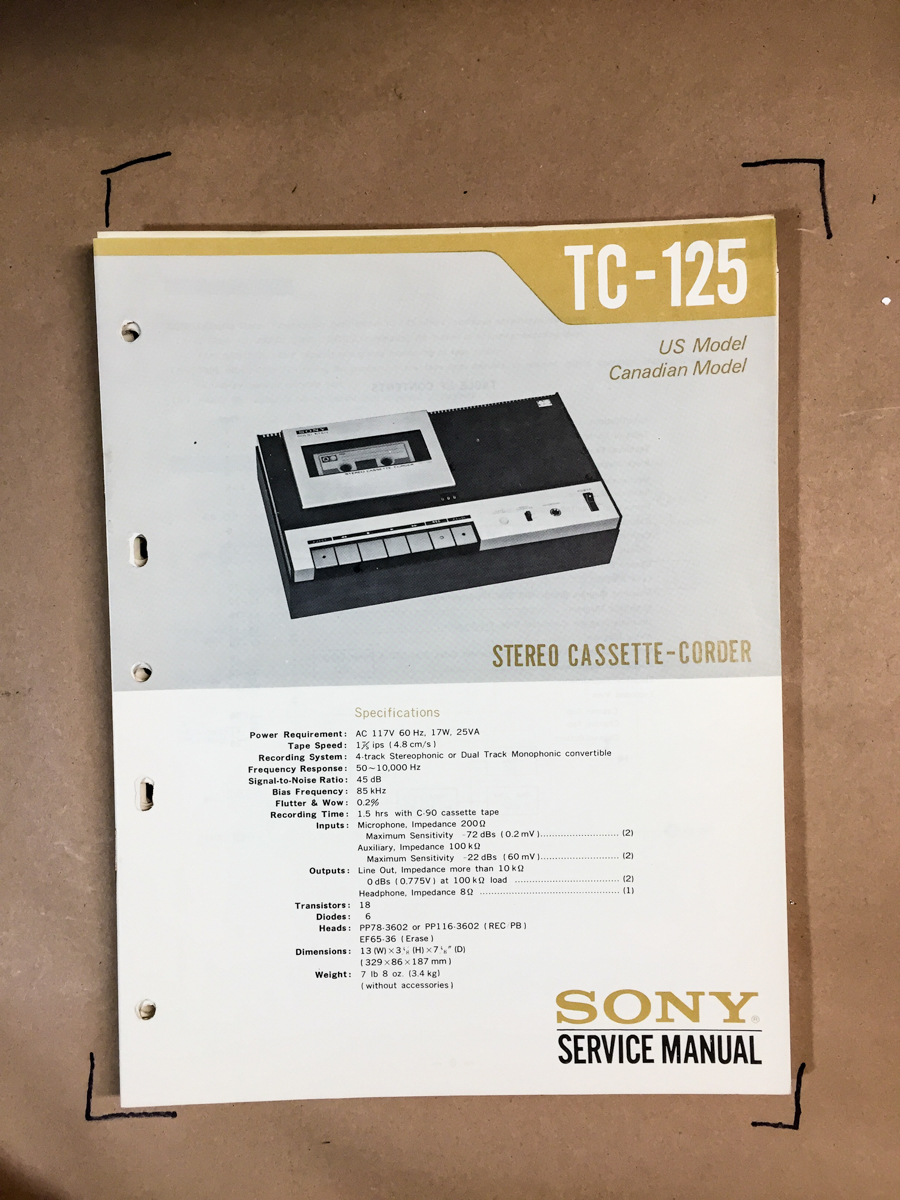 TC-125
US Model
Canadian Model
SONY
STEREO CASSETTE-CORDER
STEREO CASSETTE-CORDER
Specifications
Power Requirement: AC 117V 60 Hz, 17W, 25VA
Tape Speed: 1⅞ ips (4.8 cm/s)
Recording System: 4-track Stereophonic or Dual Track Monophonic convertible
Frequency Response: 50~10,000 Hz
Signal-to-Noise Ratio: 45 dB
Bias Frequency: 85 kHz
Flutter & Wow: 0.2%
Recording Time: 1.5 hrs with C-90 cassette tape
Inputs: Microphone, Impedance 200Ω
Maximum Sensitivity -72 dBs (0.2 mV)........................... (2)
Auxiliary, Impedance 100 kΩ
Maximum Sensitivity -22 dBs (60 mV)........................... (2)
Outputs: Line Out, Impedance more than 10 kΩ
0 dBs (0.775V) at 100 kΩ load .................................... (2)
Headphone, Impedance 8Ω ................................................ (1)
Transistors: 18
Diodes: 6
Heads: PP78-3602 or PP116-3602 (REC PB)
EF65-36 (Erase)
Dimensions: 13 (W) × 3 (H) × 7 " (D)
(329 × 86 × 187 mm)
Weight: 7 lb 8 oz. (3.4 kg)
(without accessories)
SONY®
SERVICE MANUAL